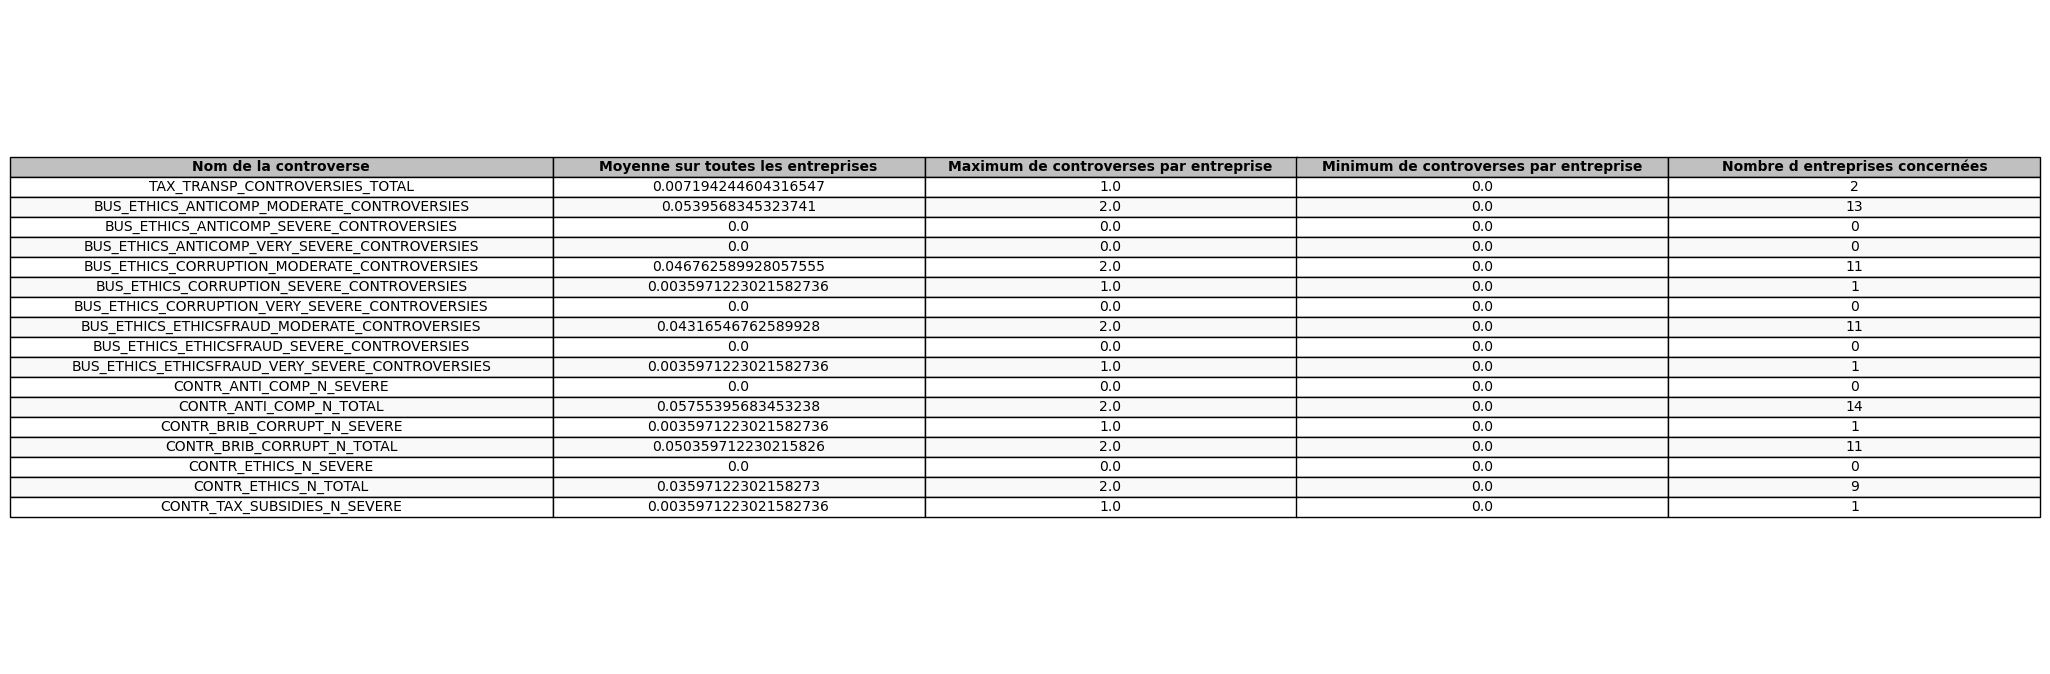 Nom de la controverse Moyenne sur toutes les entreprises Maximum de controverses par entreprise Minimum de controverses par entreprise Nombre d entreprises concernées
TAX_TRANSP_CONTROVERSIES_TOTAL 0.007194244604316547 1.0 0.0 2
BUS_ETHICS_ANTICOMP_MODERATE_CONTROVERSIES 0.0539568345323741 2.0 0.0 13
BUS_ETHICS_ANTICOMP_SEVERE_CONTROVERSIES 0.0 0.0 0.0 0
BUS_ETHICS_ANTICOMP_VERY_SEVERE_CONTROVERSIES 0.0 0.0 0.0 0
BUS_ETHICS_CORRUPTION_MODERATE_CONTROVERSIES 0.046762589928057555 2.0 0.0 11
BUS_ETHICS_CORRUPTION_SEVERE_CONTROVERSIES 0.0035971223021582736 1.0 0.0 1
BUS_ETHICS_CORRUPTION_VERY_SEVERE_CONTROVERSIES 0.0 0.0 0.0 0
BUS_ETHICS_ETHICSFRAUD_MODERATE_CONTROVERSIES 0.04316546762589928 2.0 0.0 11
BUS_ETHICS_ETHICSFRAUD_SEVERE_CONTROVERSIES 0.0 0.0 0.0 0
BUS_ETHICS_ETHICSFRAUD_VERY_SEVERE_CONTROVERSIES 0.0035971223021582736 1.0 0.0 1
CONTR_ANTI_COMP_N_SEVERE 0.0 0.0 0.0 0
CONTR_ANTI_COMP_N_TOTAL 0.05755395683453238 2.0 0.0 14
CONTR_BRIB_CORRUPT_N_SEVERE 0.0035971223021582736 1.0 0.0 1
CONTR_BRIB_CORRUPT_N_TOTAL 0.050359712230215826 2.0 0.0 11
CONTR_ETHICS_N_SEVERE 0.0 0.0 0.0 0
CONTR_ETHICS_N_TOTAL 0.03597122302158273 2.0 0.0 9
CONTR_TAX_SUBSIDIES_N_SEVERE 0.0035971223021582736 1.0 0.0 1